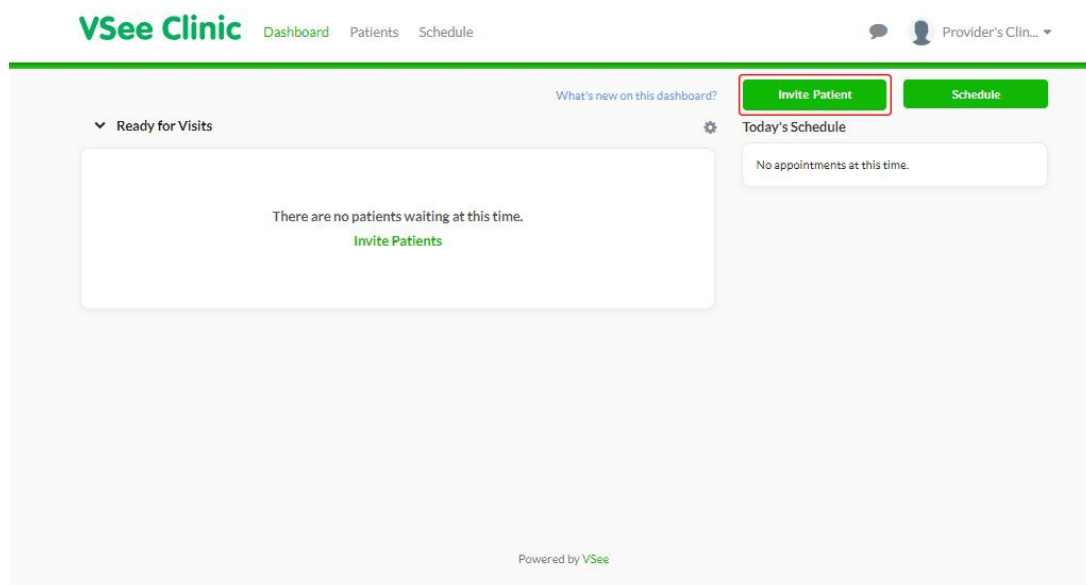 VSee Clinic Dashboard Patients Schedule Provider's Clin...
What's new on this dashboard? Invite Patient Schedule
Ready for Visits
Today's Schedule
No appointments at this time.
There are no patients waiting at this time.
Invite Patients
Powered by VSee